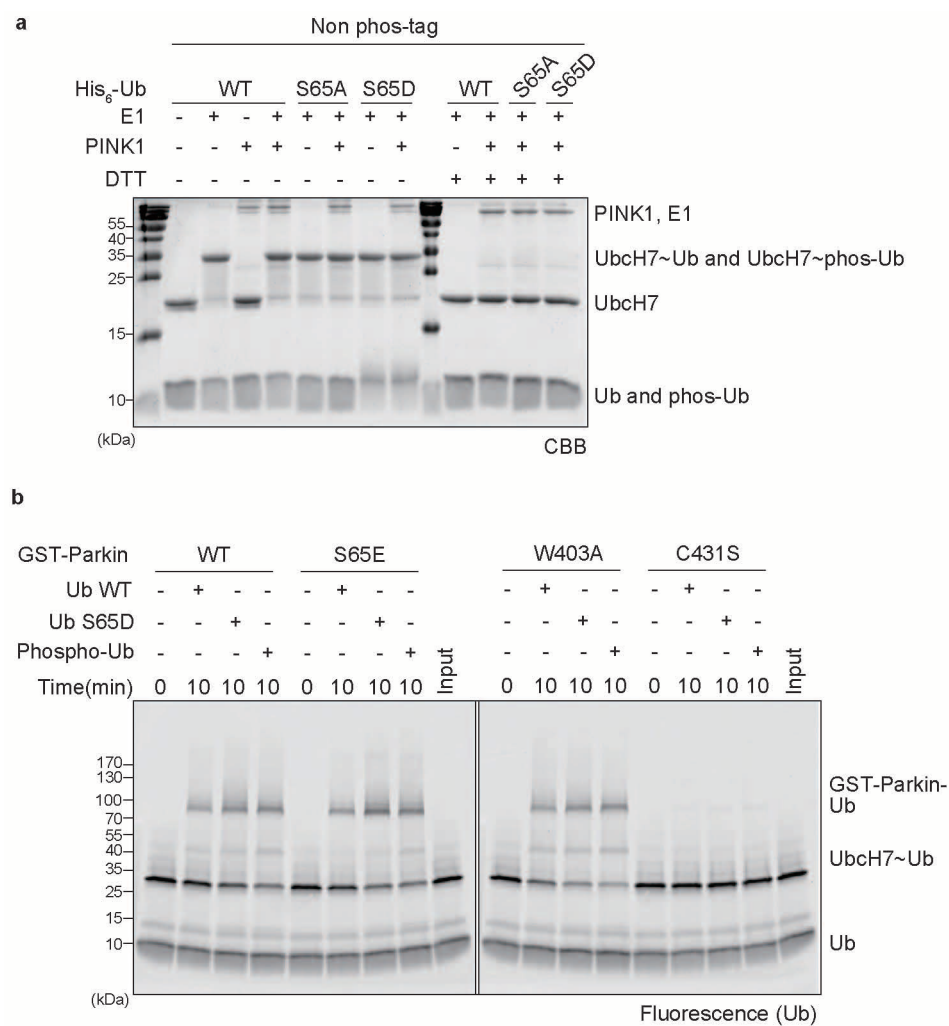 a
Non phos-tag
His6-Ub WT S65A S65D WT S65A S65D
E1 - + - + + + + + + + + +
PINK1 - - + + - + - + - + + +
DTT - - - - - - - - + + + +
55
40
35
25
15
10
(kDa)
PINK1, E1
UbcH7~Ub and UbcH7~phos-Ub
UbcH7
Ub and phos-Ub
CBB
b
GST-Parkin WT S65E W403A C431S
Ub WT - + - - - + - - - + - - - + - -
Ub S65D - - + - - - + - - - + - - - + -
Phospho-Ub - - - + - - - + Input - - - + - - - + Input
Time(min) 0 10 10 10 0 10 10 10 0 10 10 10 0 10 10 10
170
130
100
70
55
40
35
25
15
10
(kDa)
GST-Parkin-
Ub
UbcH7~Ub
Ub
Fluorescence (Ub)